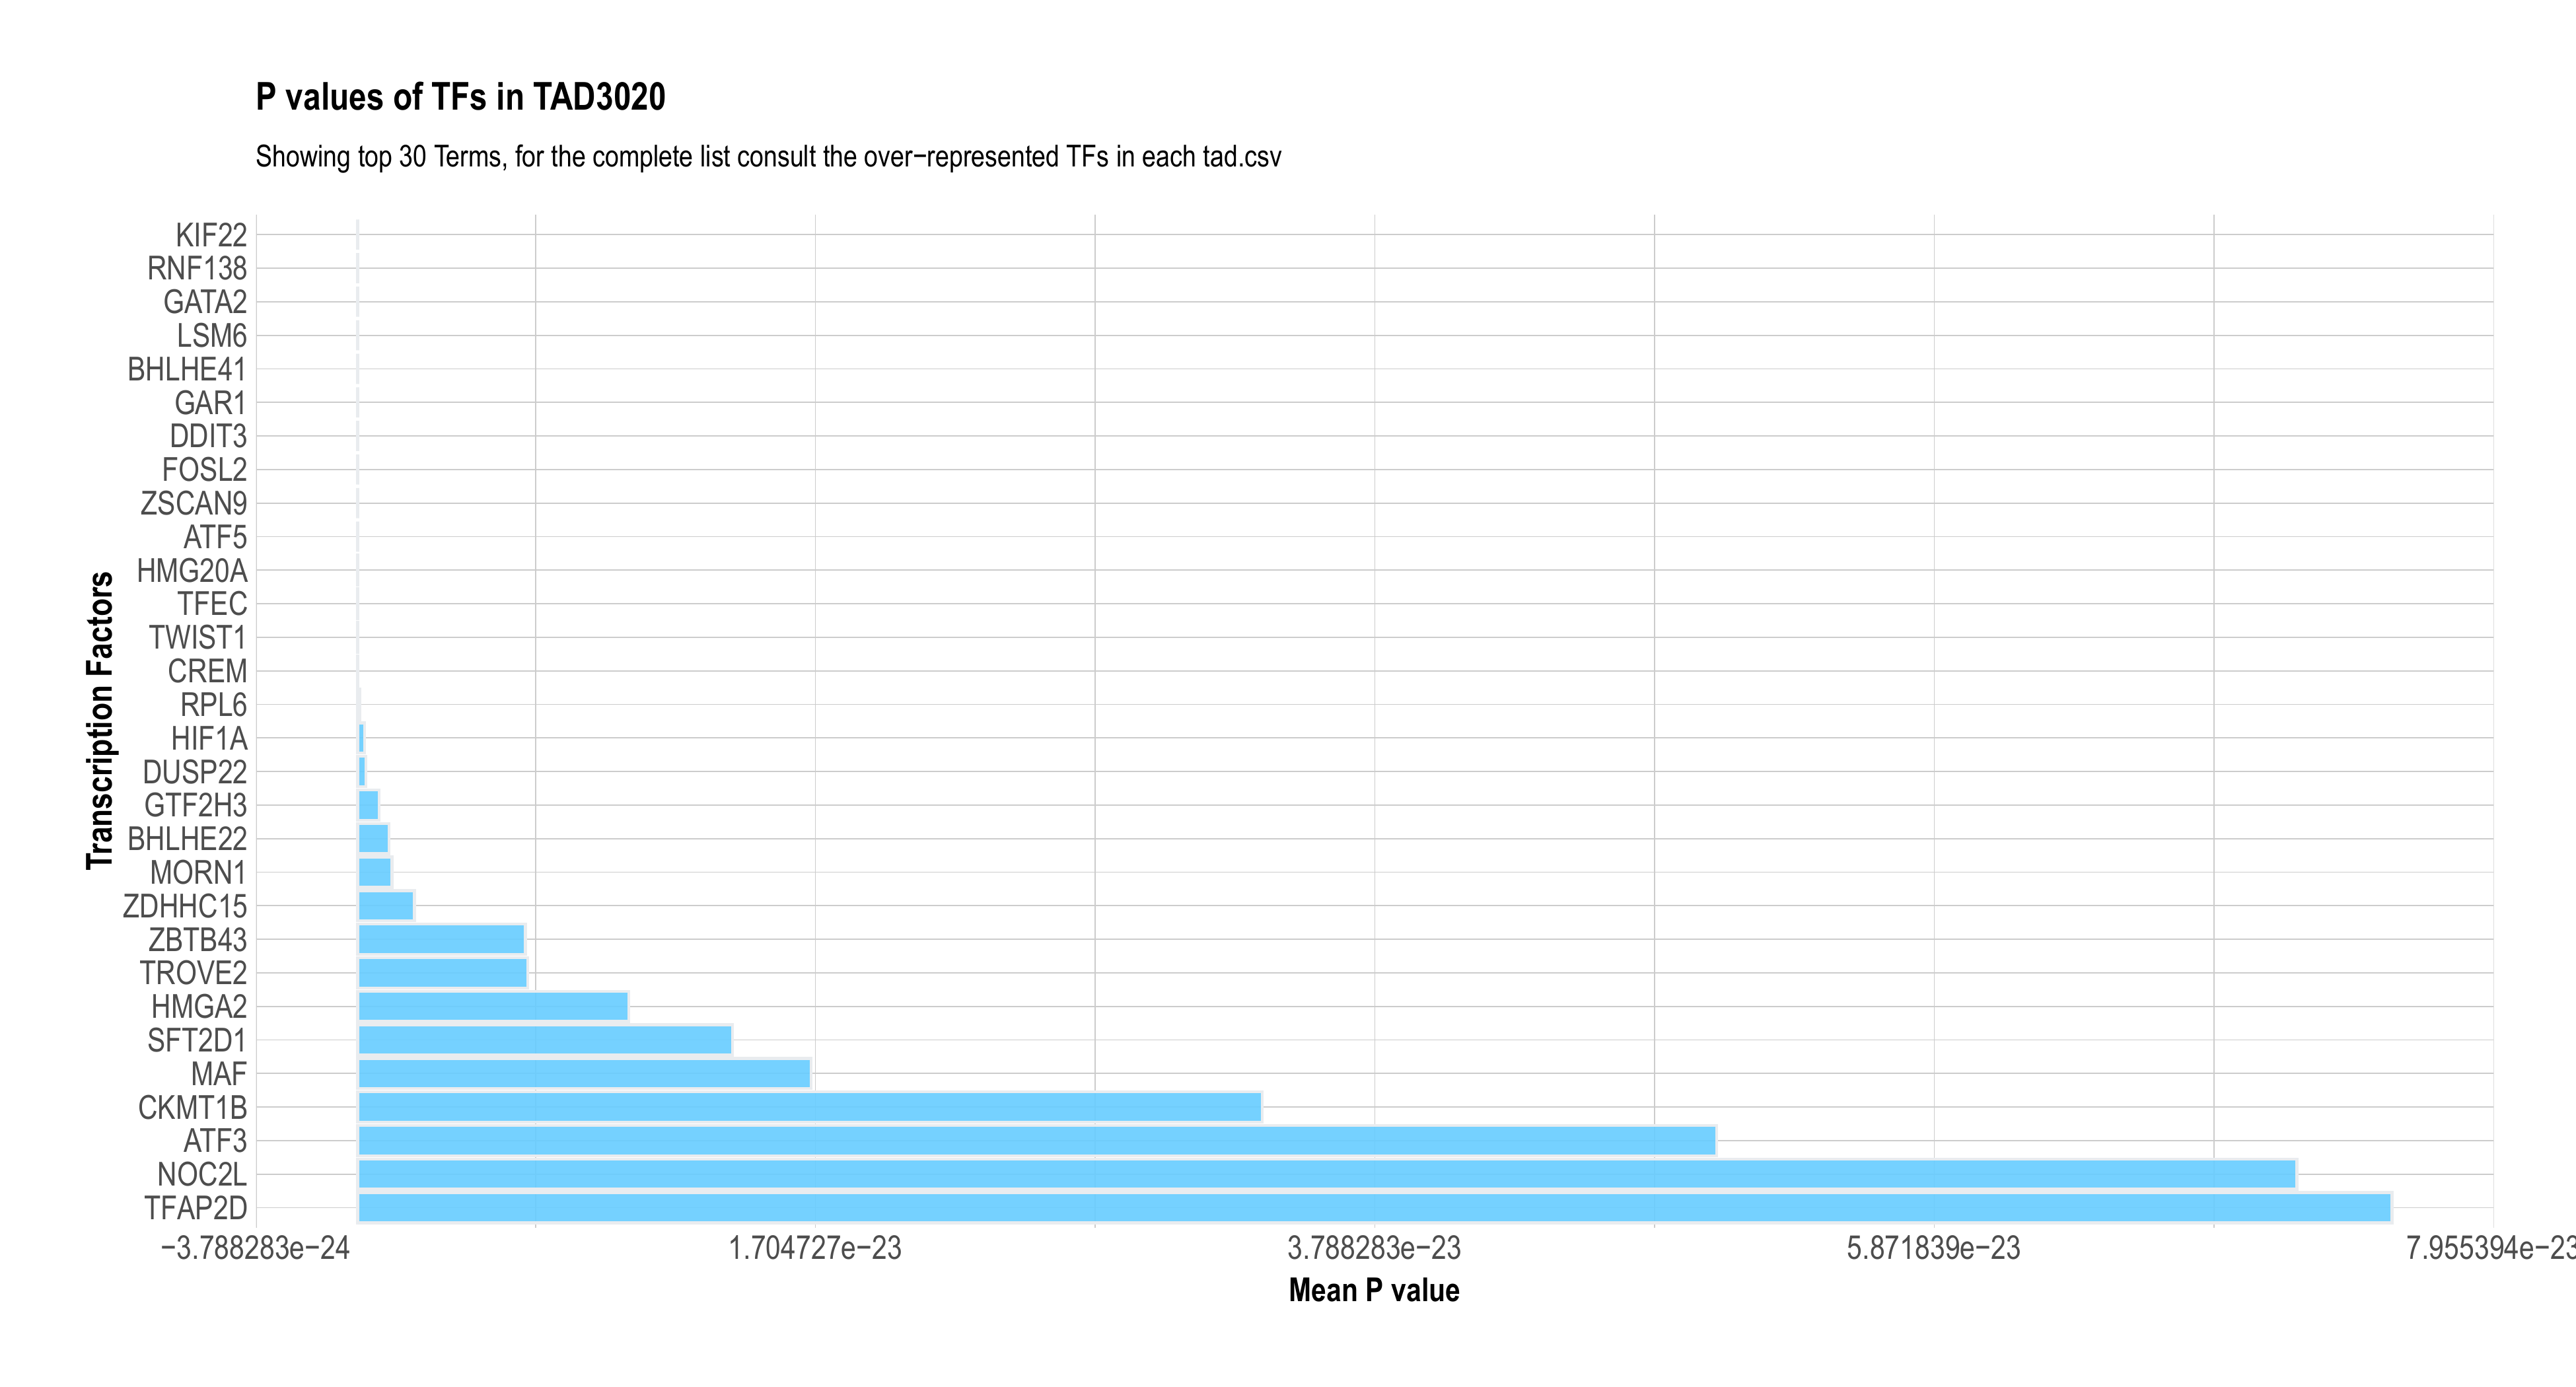 P values of TFs in TAD3020
Showing top 30 Terms, for the complete list consult the over−represented TFs in each tad.csv
Transcription Factors
KIF22
RNF138
GATA2
LSM6
BHLHE41
GAR1
DDIT3
FOSL2
ZSCAN9
ATF5
HMG20A
TFEC
TWIST1
CREM
RPL6
HIF1A
DUSP22
GTF2H3
BHLHE22
MORN1
ZDHHC15
ZBTB43
TROVE2
HMGA2
SFT2D1
MAF
CKMT1B
ATF3
NOC2L
TFAP2D
−3.788283e−24 1.704727e−23 3.788283e−23 5.871839e−23 7.955394e−23
Mean P value